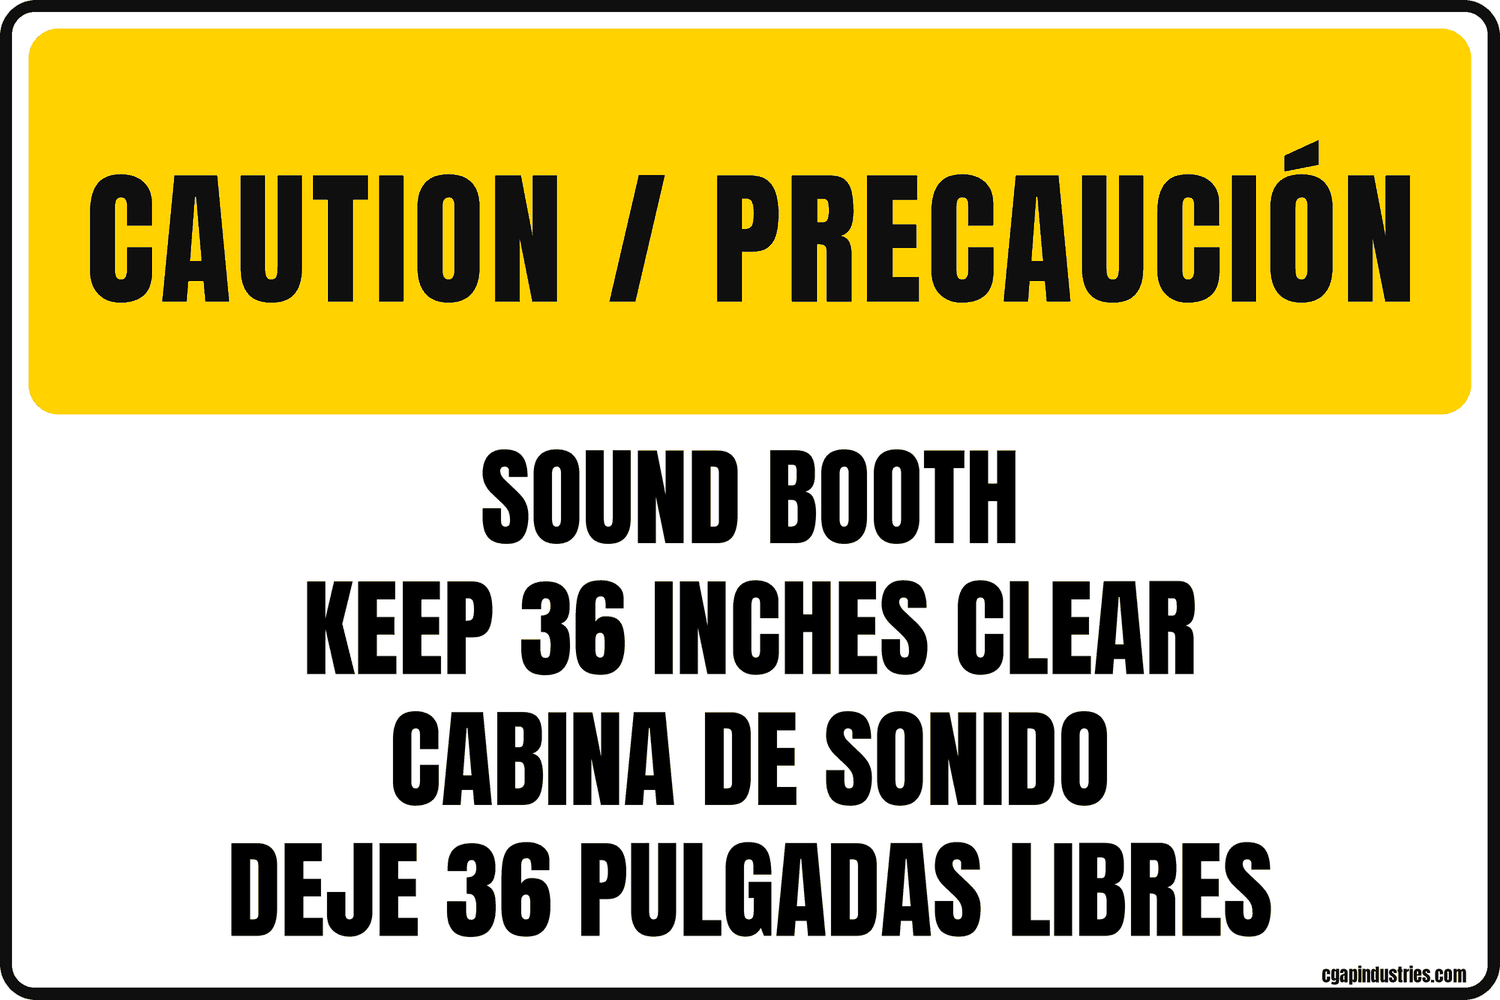 CAUTION / PRECAUCIÓN
SOUND BOOTH
KEEP 36 INCHES CLEAR
CABINA DE SONIDO
DEJE 36 PULGADAS LIBRES
cgapindustries.com